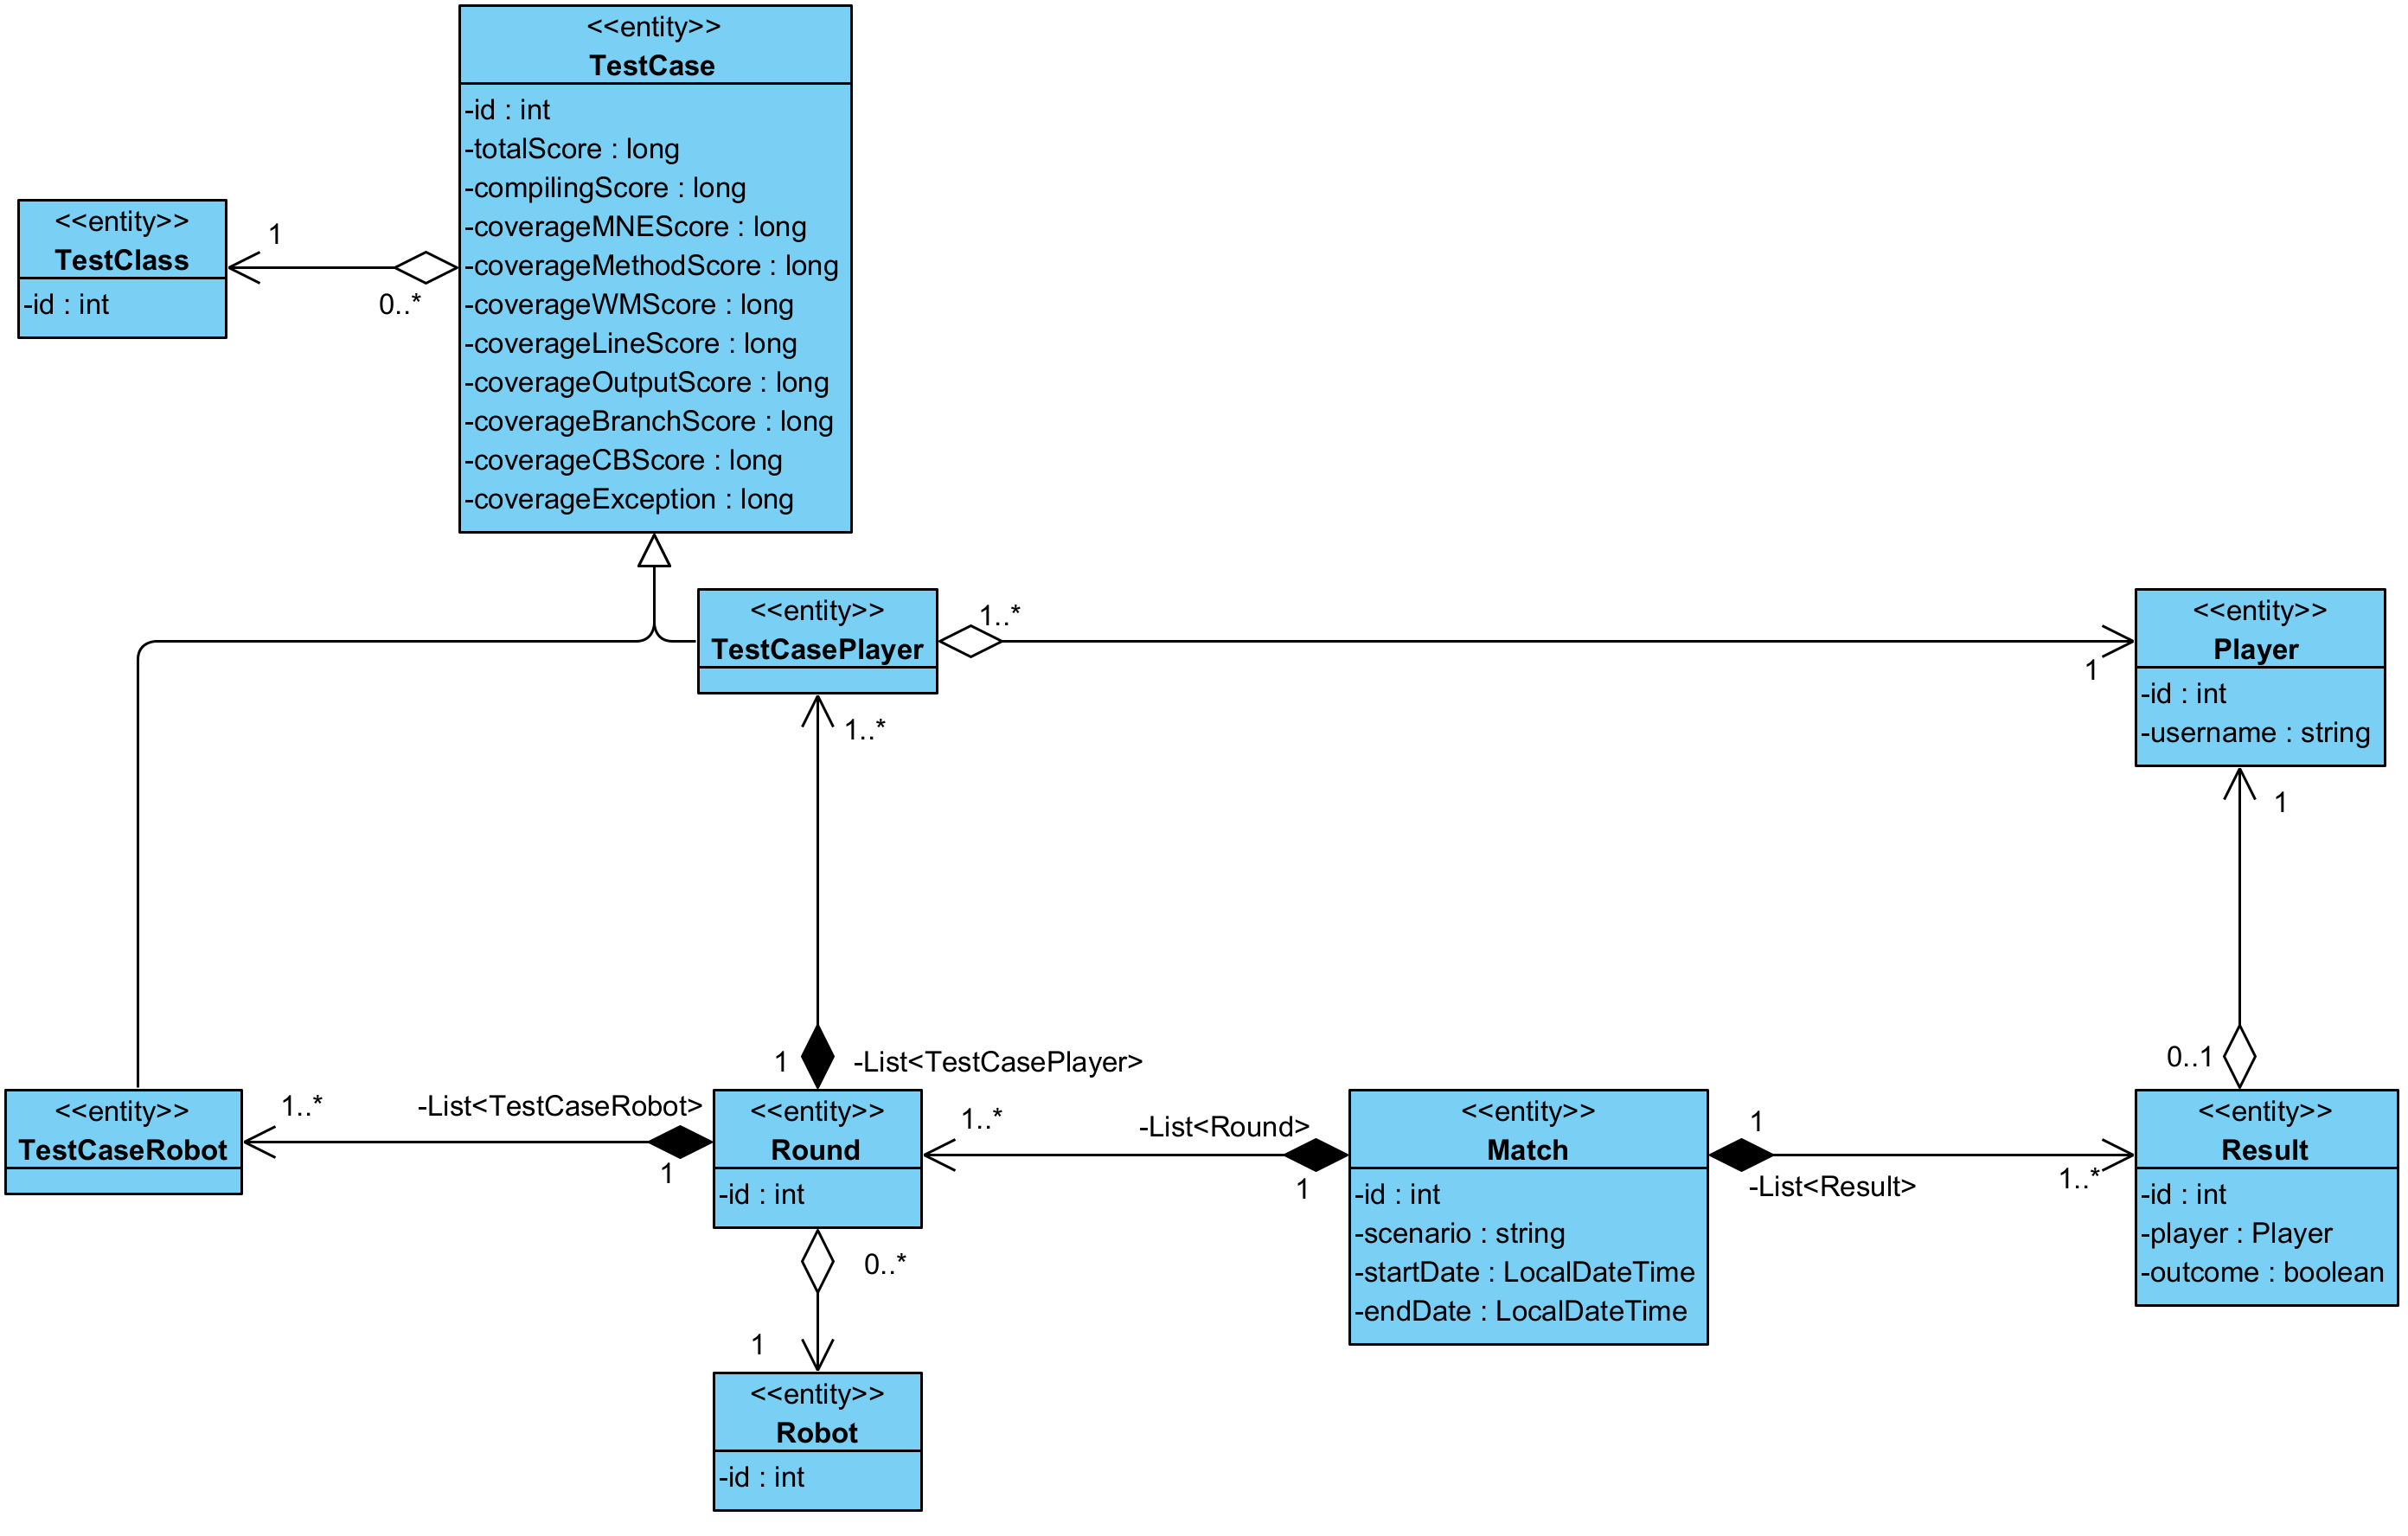 <<entity>>
TestCase
-id : int
-totalScore : long
-compilingScore : long
-coverageMNEScore : long
-coverageMethodScore : long
-coverageWMScore : long
-coverageLineScore : long
-coverageOutputScore : long
-coverageBranchScore : long
-coverageCBScore : long
-coverageException : long
<<entity>>
TestClass
-id : int
1
0..*
<<entity>>
TestCasePlayer
1..*
1
<<entity>>
Player
-id : int
-username : string
1..*
1
1
-List<TestCasePlayer>
0..1
<<entity>>
TestCaseRobot
1..*
-List<TestCaseRobot>
1
<<entity>>
Round
-id : int
1..*
-List<Round>
1
<<entity>>
Match
-id : int
-scenario : string
-startDate : LocalDateTime
-endDate : LocalDateTime
1
-List<Result>
1..*
<<entity>>
Result
-id : int
-player : Player
-outcome : boolean
0..*
1
<<entity>>
Robot
-id : int